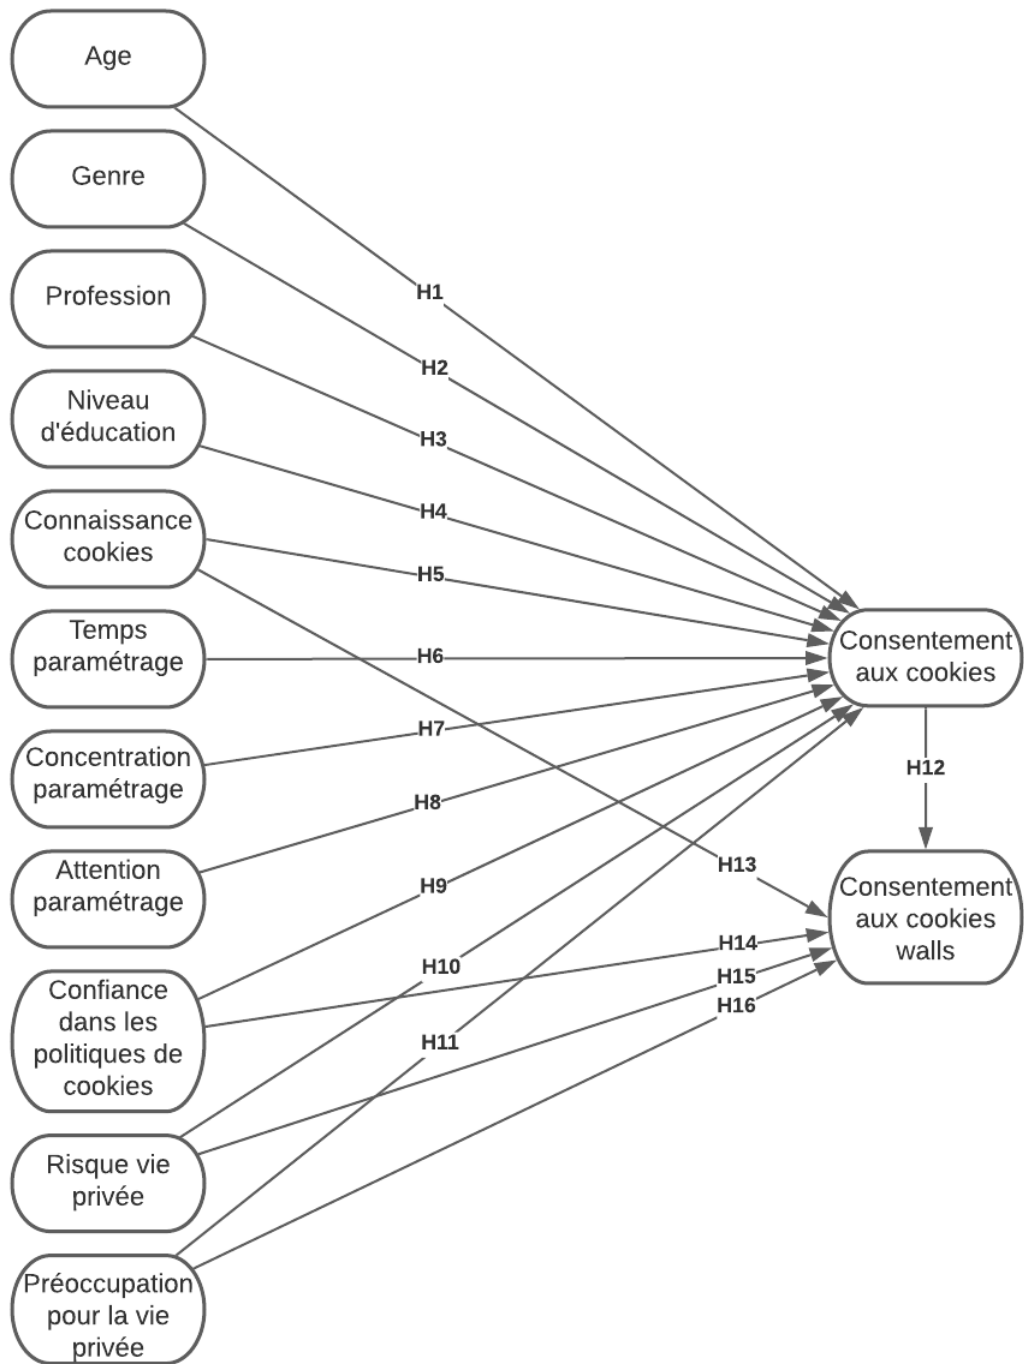 Age
Genre
Profession
Niveau
d'éducation
Connaissance
cookies
Temps
paramétrage
Concentration
paramétrage
Attention
paramétrage
Confiance
dans les
politiques de
cookies
Risque vie
privée
Préoccupation
pour la vie
privée
H1
H2
H3
H4
H5
H6
H7
H8
H9
H10
H11
H12
H13
H14
H15
H16
Consentement
aux cookies
Consentement
aux cookies
walls